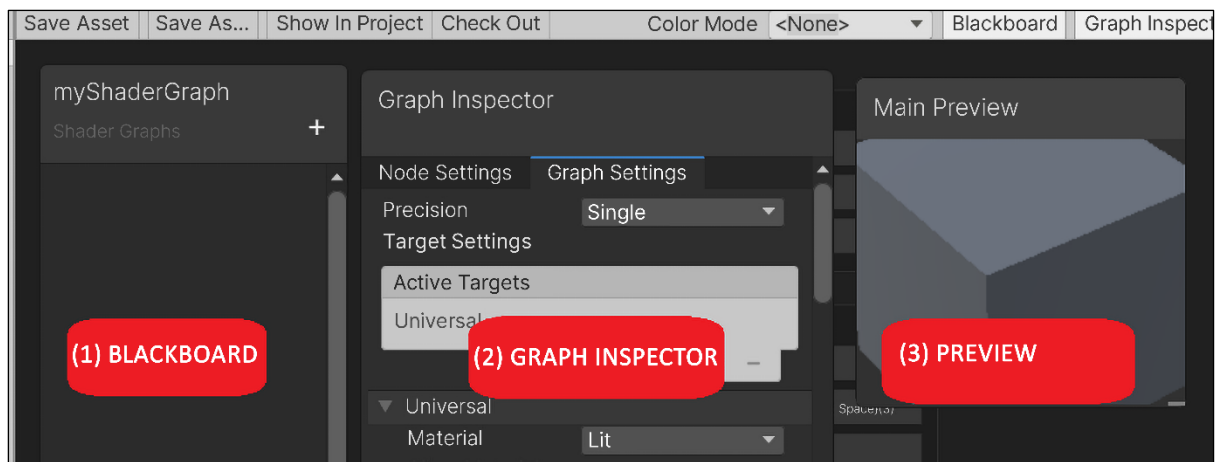 Save Asset Save As... Show In Project Check Out Color Mode <None> Blackboard Graph Inspect
myShaderGraph
Shader Graphs +
(1) BLACKBOARD
Graph Inspector
Node Settings Graph Settings
Precision Single
Target Settings
Active Targets
Universal
(2) GRAPH INSPECTOR
Universal
Material Lit
Main Preview
(3) PREVIEW
Space)(3)